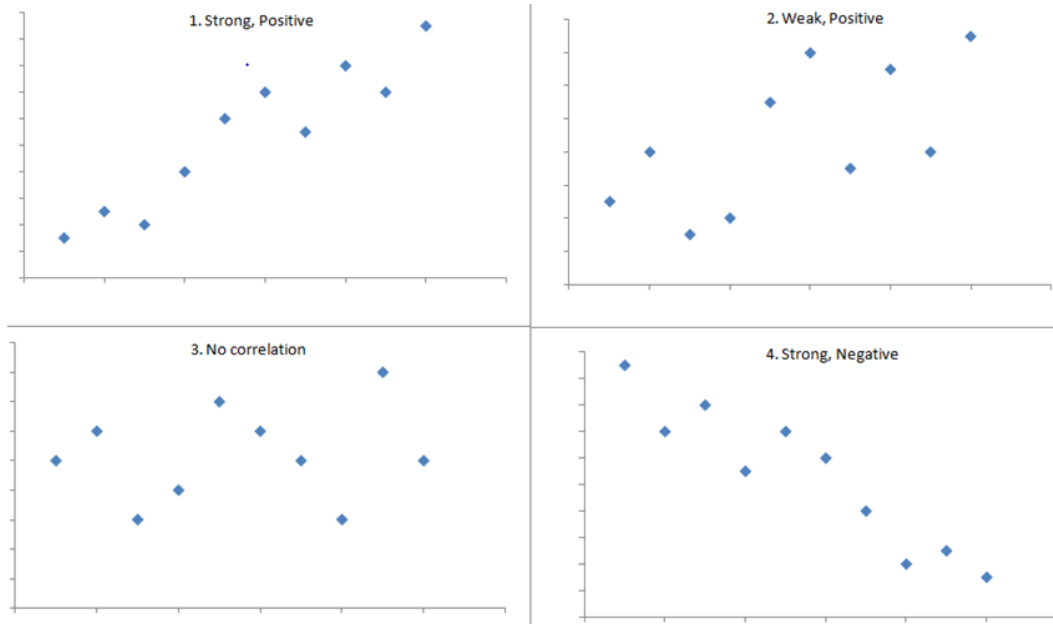 1. Strong, Positive
2. Weak, Positive
3. No correlation
4. Strong, Negative